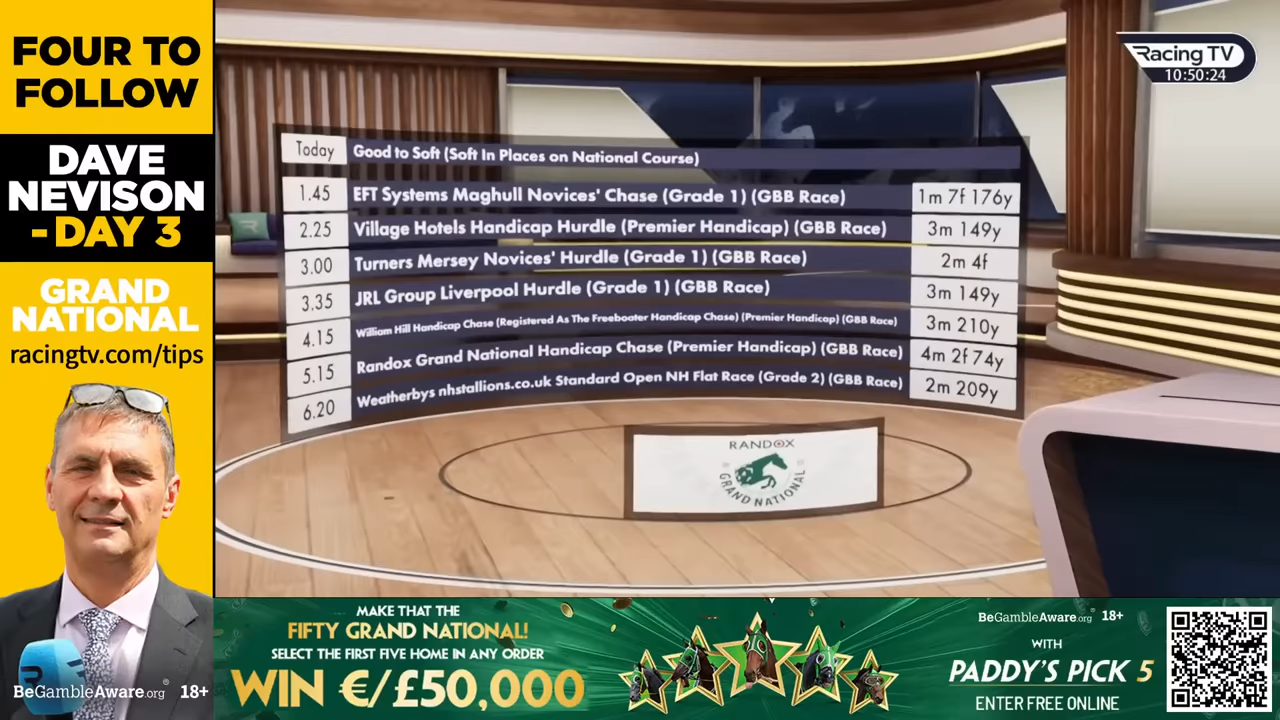 FOUR TO
FOLLOW
DAVE
NEVISON
- DAY 3
GRAND
NATIONAL
racingtv.com/tips
BeGambleAware.org 18+
Racing TV
10:50:24
Today Good to Soft (Soft In Places on National Course)
1.45 EFT Systems Maghull Novices' Chase (Grade 1) (GBB Race) 1m 7f 176y
2.25 Village Hotels Handicap Hurdle (Premier Handicap) (GBB Race) 3m 149y
3.00 Turners Mersey Novices' Hurdle (Grade 1) (GBB Race) 2m 4f
3.35 JRL Group Liverpool Hurdle (Grade 1) (GBB Race) 3m 149y
4.15 William Hill Handicap Chase (Registered As The Freebooter Handicap Chase) (Premier Handicap) (GBB Race) 3m 210y
5.15 Randox Grand National Handicap Chase (Premier Handicap) (GBB Race) 4m 2f 74y
6.20 Weatherbys nhstallions.co.uk Standard Open NH Flat Race (Grade 2) (GBB Race) 2m 209y
RANDOX
GRAND NATIONAL
MAKE THAT THE
FIFTY GRAND NATIONAL!
SELECT THE FIRST FIVE HOME IN ANY ORDER
WIN €/£50,000
BeGambleAware.org 18+
WITH
PADDY'S PICK 5
ENTER FREE ONLINE